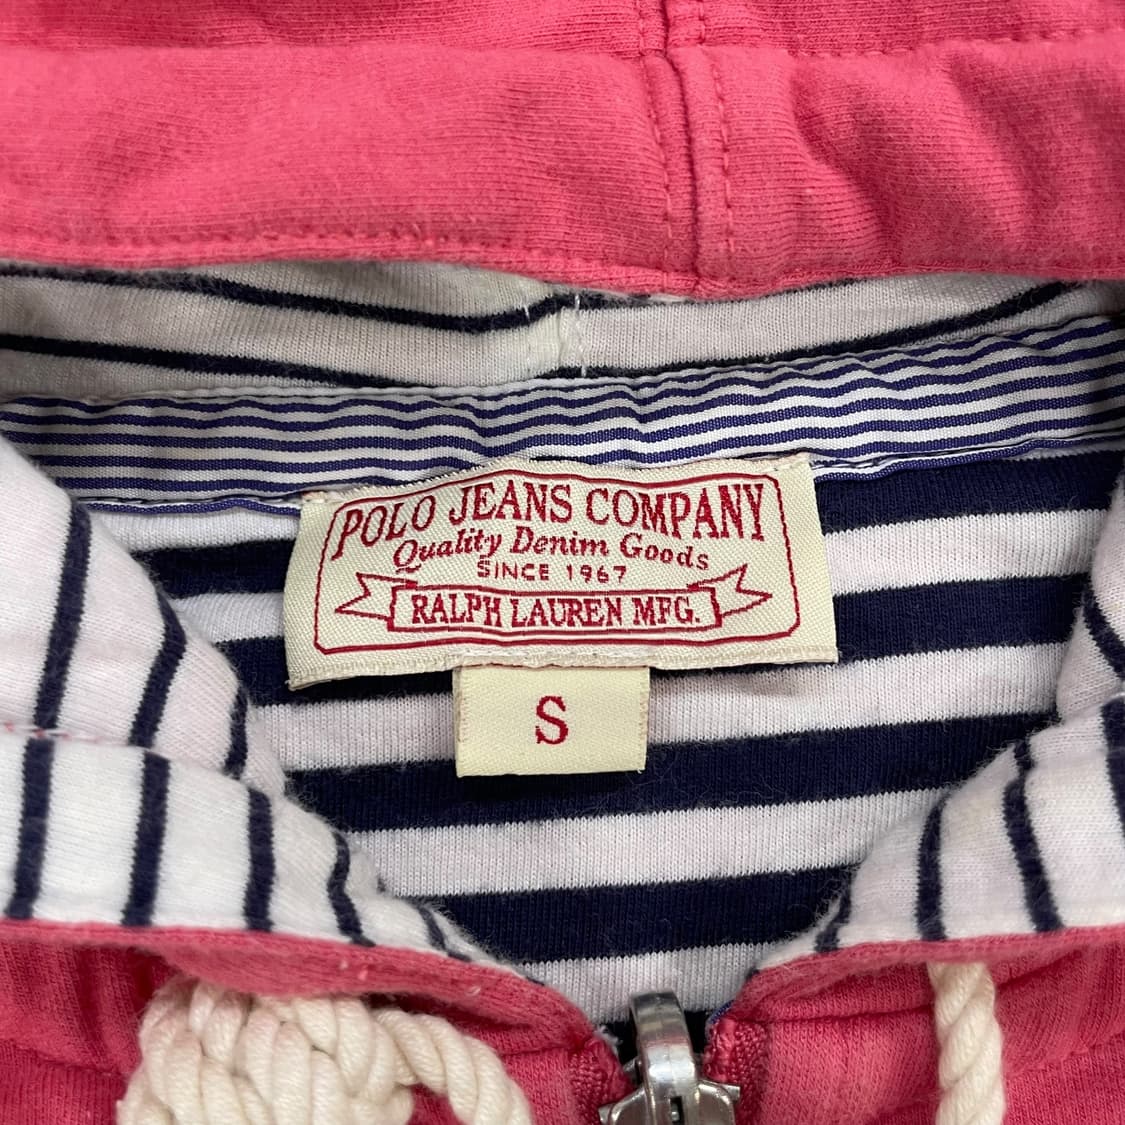 POLO JEANS COMPANY
Quality Denim Goods
SINCE 1967
RALPH LAUREN MFG.
S